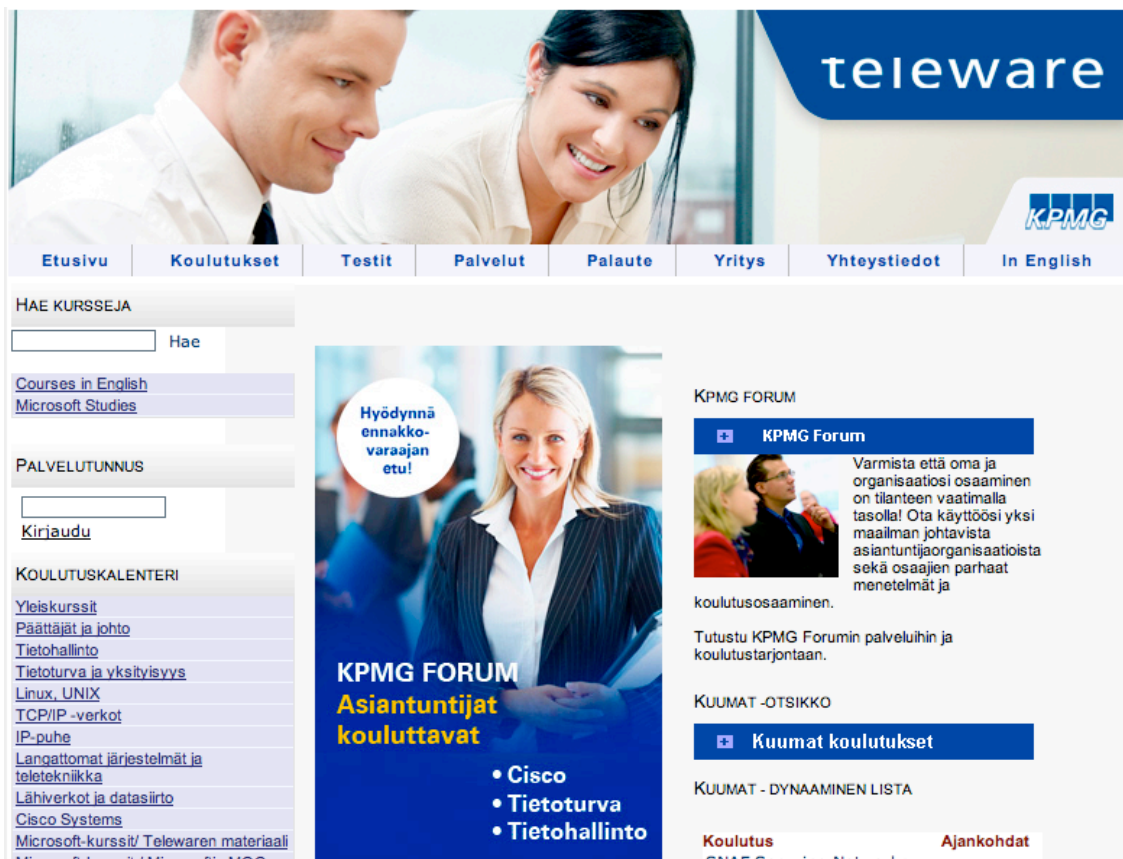 teleware
KPMG
Etusivu Koulutukset Testit Palvelut Palaute Yritys Yhteystiedot In English
HAE KURSSEJA
Hae
Courses in English
Microsoft Studies
PALVELUTUNNUS
Kirjaudu
KOULUTUSKALENTERI
Yleiskurssit
Päättäjät ja johto
Tietohallinto
Tietoturva ja yksityisyys
Linux, UNIX
TCP/IP -verkot
IP-puhe
Langattomat järjestelmät ja
teletekniikka
Lähiverkot ja datasiirto
Cisco Systems
Microsoft-kurssit/ Telewaren materiaali
Hyödynnä
ennakko-
varaajan
etu!
KPMG FORUM
Asiantuntijat
kouluttavat
• Cisco
• Tietoturva
• Tietohallinto
KPMG FORUM
KPMG Forum
Varmista että oma ja
organisaatiosi osaaminen
on tilanteen vaatimalla
tasolla! Ota käyttöösi yksi
maailman johtavista
asiantuntijaorganisaatioista
sekä osaajien parhaat
menetelmät ja
koulutusosaaminen.
Tutustu KPMG Forumin palveluihin ja
koulutustarjontaan.
KUUMAT -OTSIKKO
Kuumat koulutukset
KUUMAT - DYNAAMINEN LISTA
Koulutus Ajankohdat